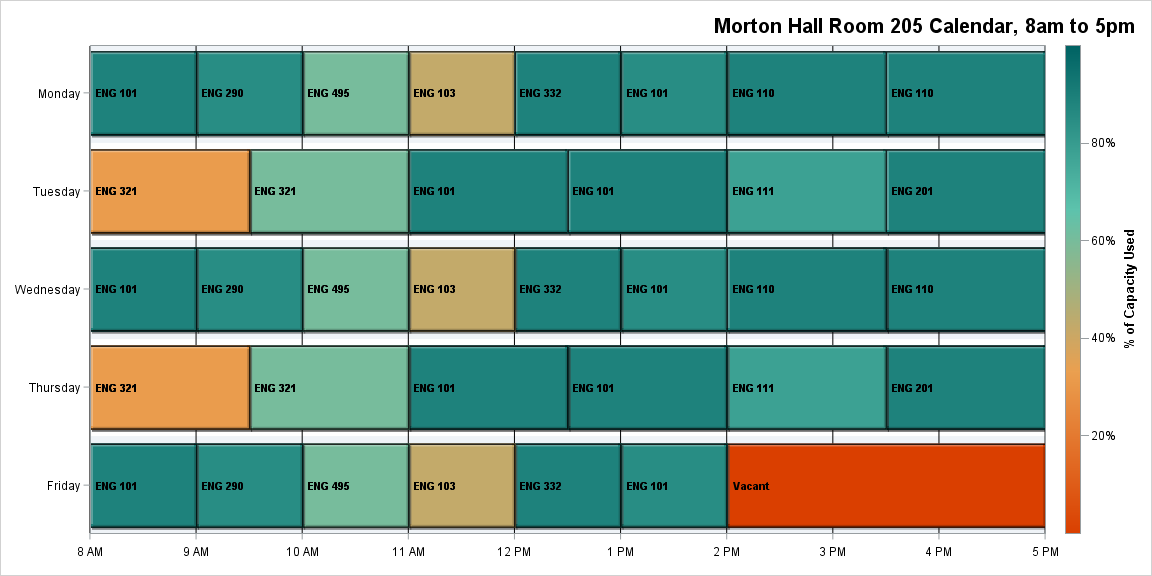 Morton Hall Room 205 Calendar, 8am to 5pm
Monday
ENG 101 ENG 290 ENG 495 ENG 103 ENG 332 ENG 101 ENG 110 ENG 110
Tuesday
ENG 321 ENG 321 ENG 101 ENG 101 ENG 111 ENG 201
Wednesday
ENG 101 ENG 290 ENG 495 ENG 103 ENG 332 ENG 101 ENG 110 ENG 110
Thursday
ENG 321 ENG 321 ENG 101 ENG 101 ENG 111 ENG 201
Friday
ENG 101 ENG 290 ENG 495 ENG 103 ENG 332 ENG 101 Vacant
8 AM 9 AM 10 AM 11 AM 12 PM 1 PM 2 PM 3 PM 4 PM 5 PM
80%
60%
40%
20%
% of Capacity Used